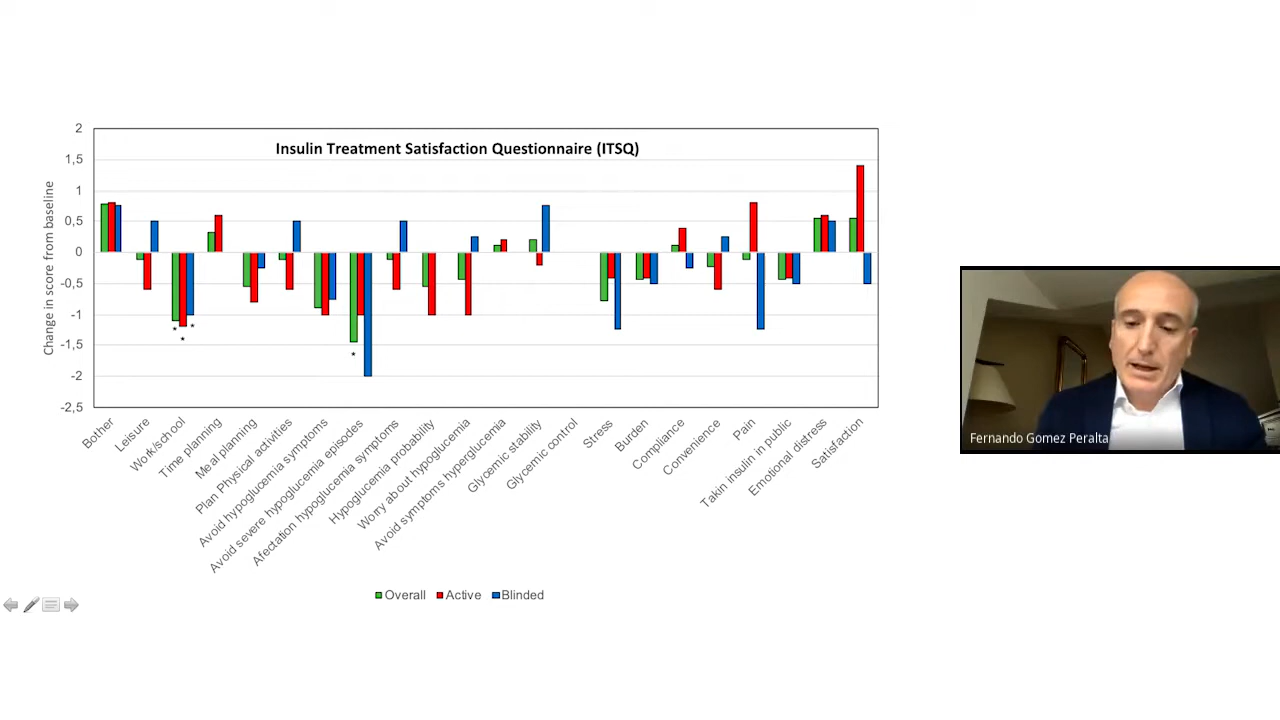 Insulin Treatment Satisfaction Questionnaire (ITSQ)
Change in score from baseline
2
1,5
1
0,5
0
-0,5
-1
-1,5
-2
-2,5
* * *
*
Bother
Leisure
Work/school
Time planning
Meal planning
Plan Physical activities
Avoid hypoglucemia symptoms
Avoid severe hypoglucemia episodes
Afectation hypoglucemia symptoms
Hypoglucemia probability
Worry about hypoglucemia
Avoid symptoms hyperglucemia
Glycemic stability
Glycemic control
Stress
Burden
Compliance
Convenience
Pain
Takin insulin in public
Emotional distress
Satisfaction
Overall Active Blinded
Fernando Gomez Peralta